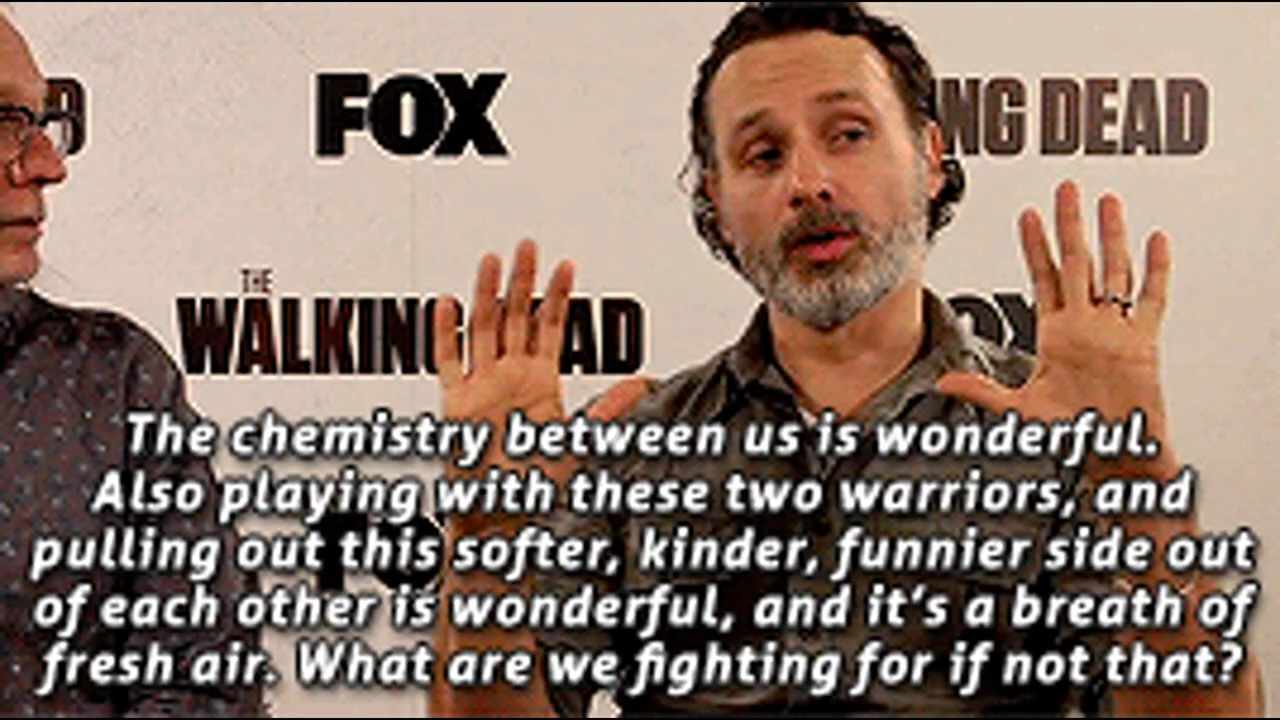 FOX
NG DEAD
THE
WALKING DEAD
The chemistry between us is wonderful.
Also playing with these two warriors, and
pulling out this softer, kinder, funnier side out
of each other is wonderful, and it's a breath of
fresh air. What are we fighting for if not that?